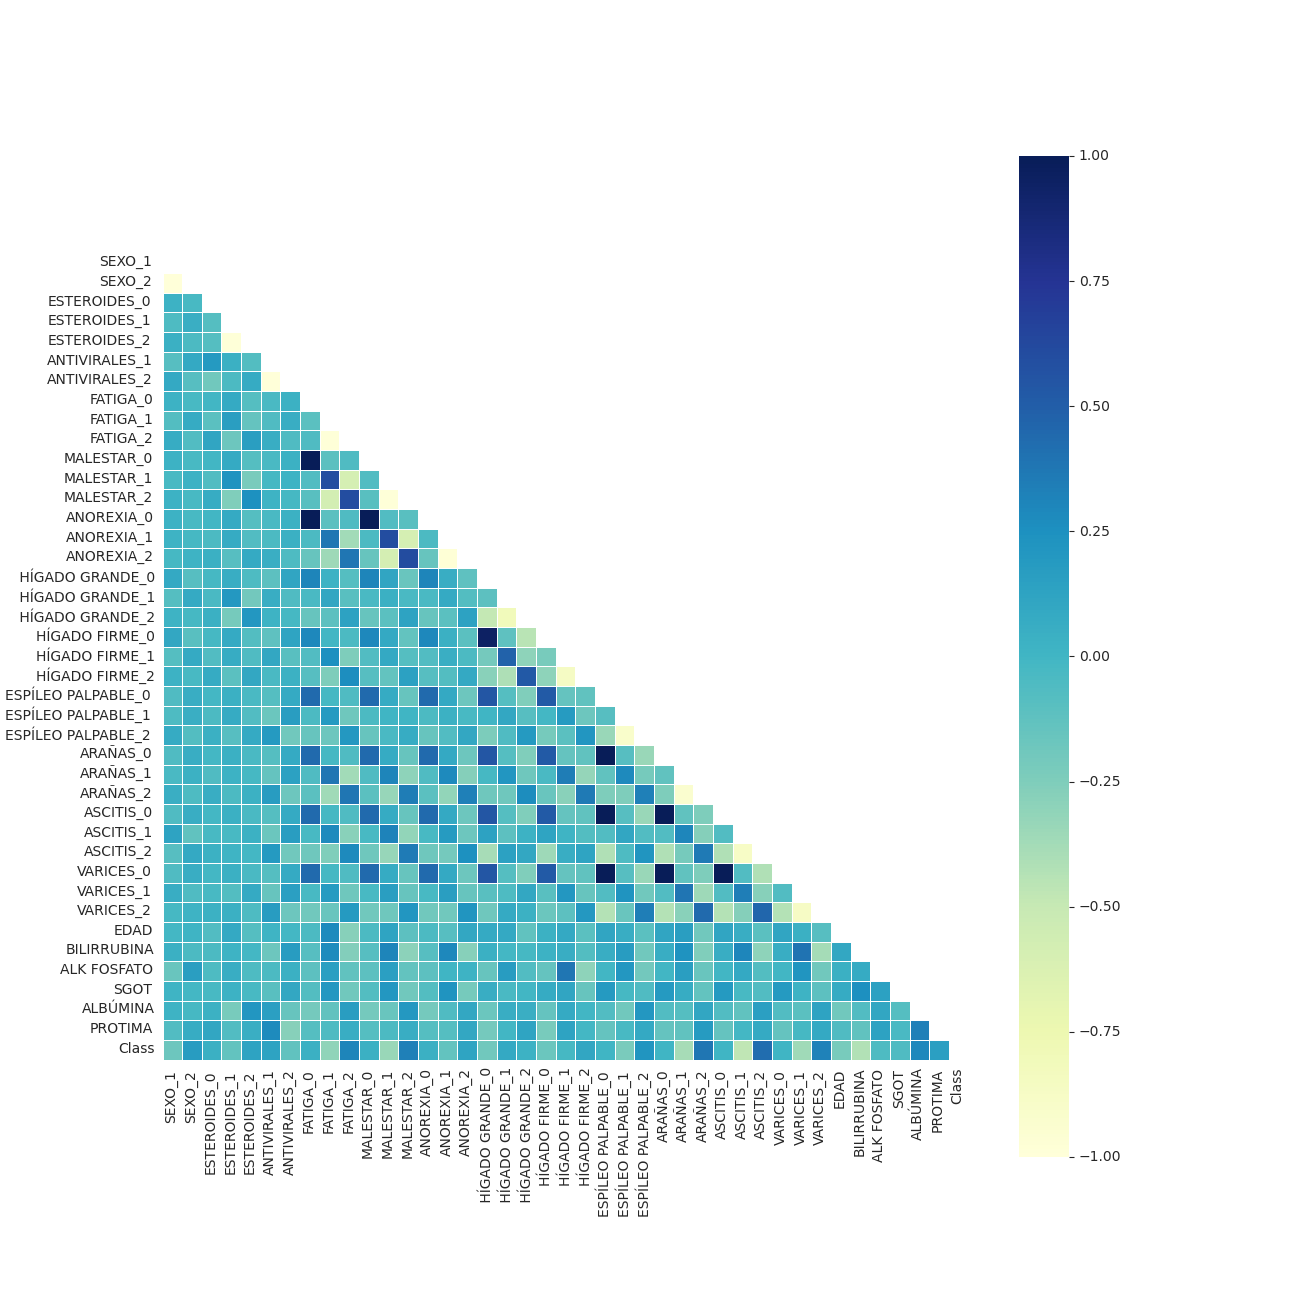 1.00
0.75
0.50
0.25
0.00
−0.25
−0.50
−0.75
−1.00
SEXO_1
SEXO_2
ESTEROIDES_0
ESTEROIDES_1
ESTEROIDES_2
ANTIVIRALES_1
ANTIVIRALES_2
FATIGA_0
FATIGA_1
FATIGA_2
MALESTAR_0
MALESTAR_1
MALESTAR_2
ANOREXIA_0
ANOREXIA_1
ANOREXIA_2
HÍGADO GRANDE_0
HÍGADO GRANDE_1
HÍGADO GRANDE_2
HÍGADO FIRME_0
HÍGADO FIRME_1
HÍGADO FIRME_2
ESPÍLEO PALPABLE_0
ESPÍLEO PALPABLE_1
ESPÍLEO PALPABLE_2
ARAÑAS_0
ARAÑAS_1
ARAÑAS_2
ASCITIS_0
ASCITIS_1
ASCITIS_2
VARICES_0
VARICES_1
VARICES_2
EDAD
BILIRRUBINA
ALK FOSFATO
SGOT
ALBÚMINA
PROTIMA
Class
SEXO_1
SEXO_2
ESTEROIDES_0
ESTEROIDES_1
ESTEROIDES_2
ANTIVIRALES_1
ANTIVIRALES_2
FATIGA_0
FATIGA_1
FATIGA_2
MALESTAR_0
MALESTAR_1
MALESTAR_2
ANOREXIA_0
ANOREXIA_1
ANOREXIA_2
HÍGADO GRANDE_0
HÍGADO GRANDE_1
HÍGADO GRANDE_2
HÍGADO FIRME_0
HÍGADO FIRME_1
HÍGADO FIRME_2
ESPÍLEO PALPABLE_0
ESPÍLEO PALPABLE_1
ESPÍLEO PALPABLE_2
ARAÑAS_0
ARAÑAS_1
ARAÑAS_2
ASCITIS_0
ASCITIS_1
ASCITIS_2
VARICES_0
VARICES_1
VARICES_2
EDAD
BILIRRUBINA
ALK FOSFATO
SGOT
ALBÚMINA
PROTIMA
Class